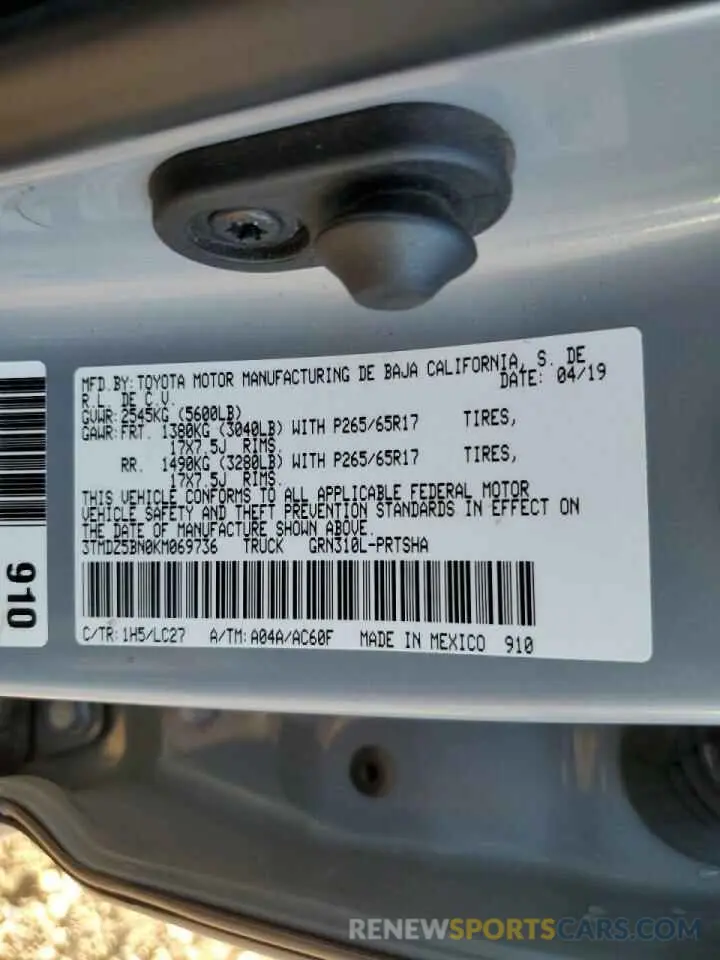 MFD. BY: TOYOTA MOTOR MANUFACTURING DE BAJA CALIFORNIA, S. DE
R. L. DE C. V. DATE: 04/19
GVWR: 2545KG (5600LB)
GAWR: FRT. 1380KG (3040LB) WITH P265/65R17 TIRES,
17X7.5J RIMS.
RR. 1490KG (3280LB) WITH P265/65R17 TIRES,
17X7.5J RIMS.
THIS VEHICLE CONFORMS TO ALL APPLICABLE FEDERAL MOTOR
VEHICLE SAFETY AND THEFT PREVENTION STANDARDS IN EFFECT ON
THE DATE OF MANUFACTURE SHOWN ABOVE.
3TMDZ5BN0KM069736 TRUCK GRN310L-PRTSHA
C/TR: 1H5/LC27 A/TM: A04A/AC60F MADE IN MEXICO 910
910
RENEWSPORTSCARS.COM